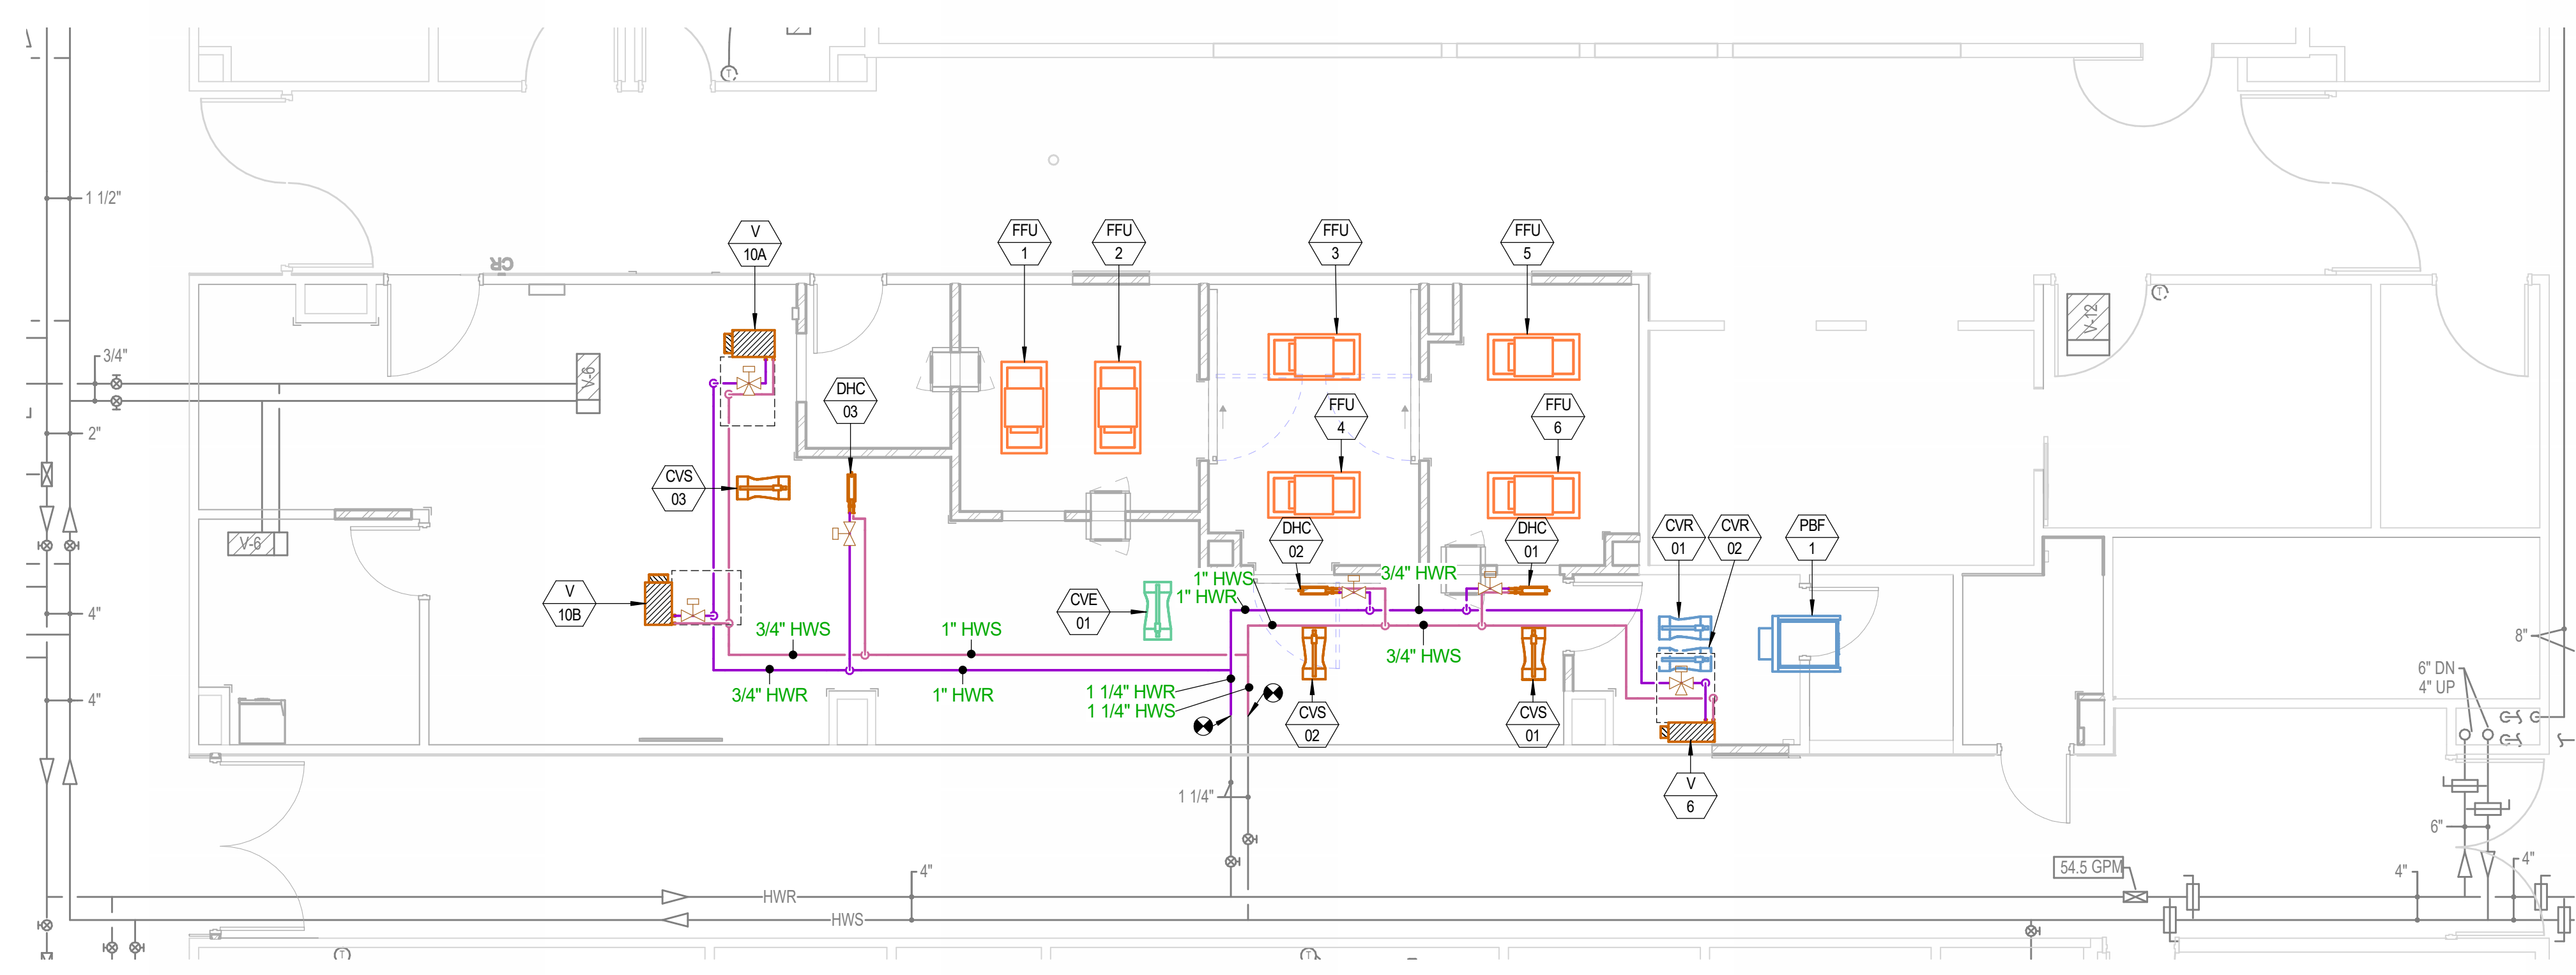 T
1 1/2"
V
10A
FFU
1
FFU
2
FFU
3
FFU
5
CR
T
V-12
3/4"
V-6
DHC
03
FFU
4
FFU
6
2"
CVS
03
DHC
02
DHC
01
CVR
01
CVR
02
PBF
1
V-6
1" HWS
1" HWR
3/4" HWR
V
10B
CVE
01
4"
3/4" HWS
1" HWS
3/4" HWS
8"
6" DN
4" UP
4"
3/4" HWR
1" HWR
1 1/4" HWR
1 1/4" HWS
CVS
02
CVS
01
V
6
1 1/4"
6"
4"
54.5 GPM
4"
4"
HWR
HWS
T
T